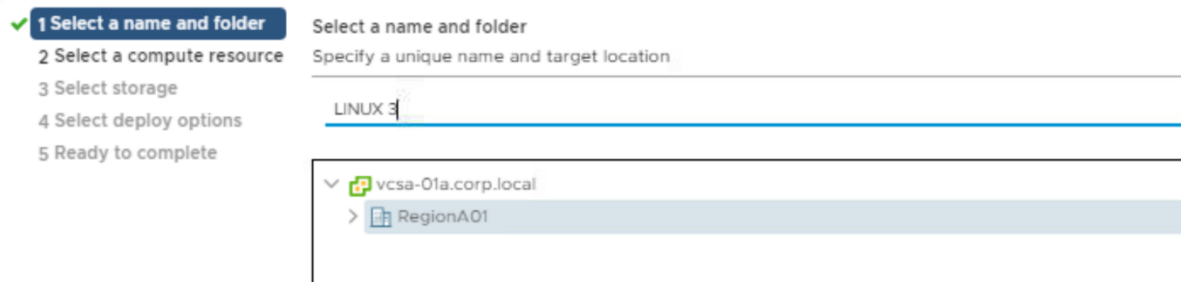 1 Select a name and folder
2 Select a compute resource
3 Select storage
4 Select deploy options
5 Ready to complete
Select a name and folder
Specify a unique name and target location
LINUX 3
vcsa-01a.corp.local
RegionA01